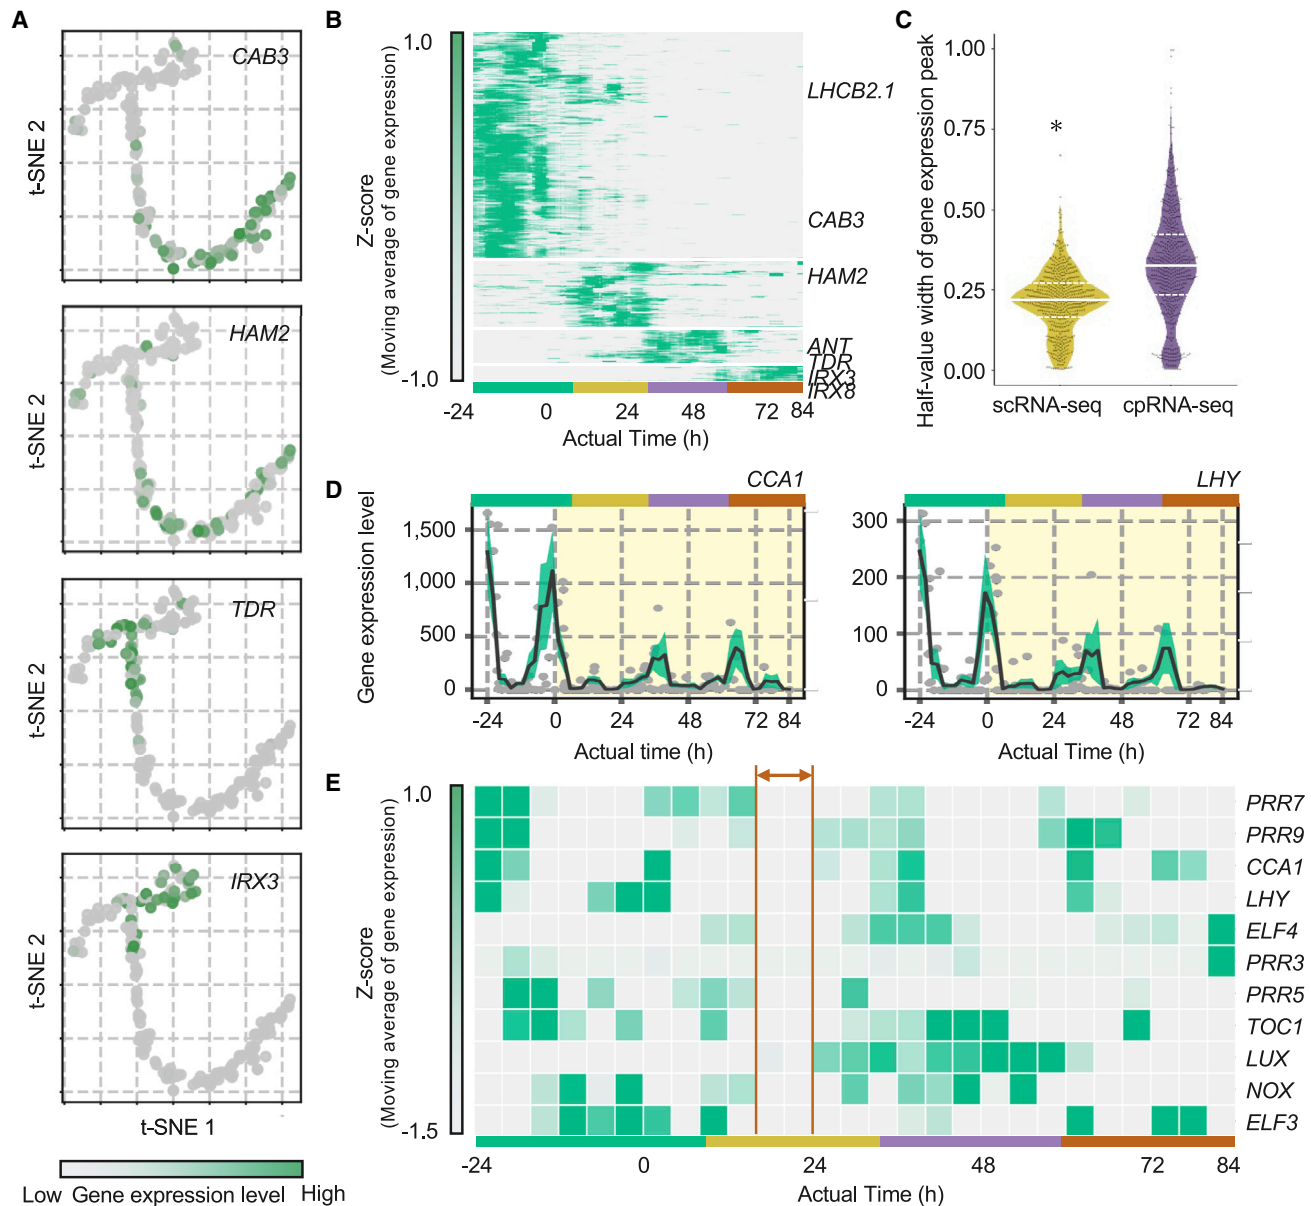 A
CAB3
t-SNE 2
HAM2
t-SNE 2
TDR
t-SNE 2
IRX3
t-SNE 2
t-SNE 1
Low Gene expression level High
B
1.0
-1.0
Z-score
(Moving average of gene expression)
LHCB2.1
CAB3
HAM2
ANT
TDR
IRX3
IRX8
-24 0 24 48 72 84
Actual Time (h)
C
Half-value width of gene expression peak
1.00
0.75
0.50
0.25
0.00
*
scRNA-seq cpRNA-seq
D
CCA1
Gene expression level
1,500
1,000
500
0
-24 0 24 48 72 84
Actual time (h)
LHY
300
200
100
0
-24 0 24 48 72 84
Actual Time (h)
E
1.0
-1.5
Z-score
(Moving average of gene expression)
PRR7
PRR9
CCA1
LHY
ELF4
PRR3
PRR5
TOC1
LUX
NOX
ELF3
-24 0 24 48 72 84
Actual Time (h)